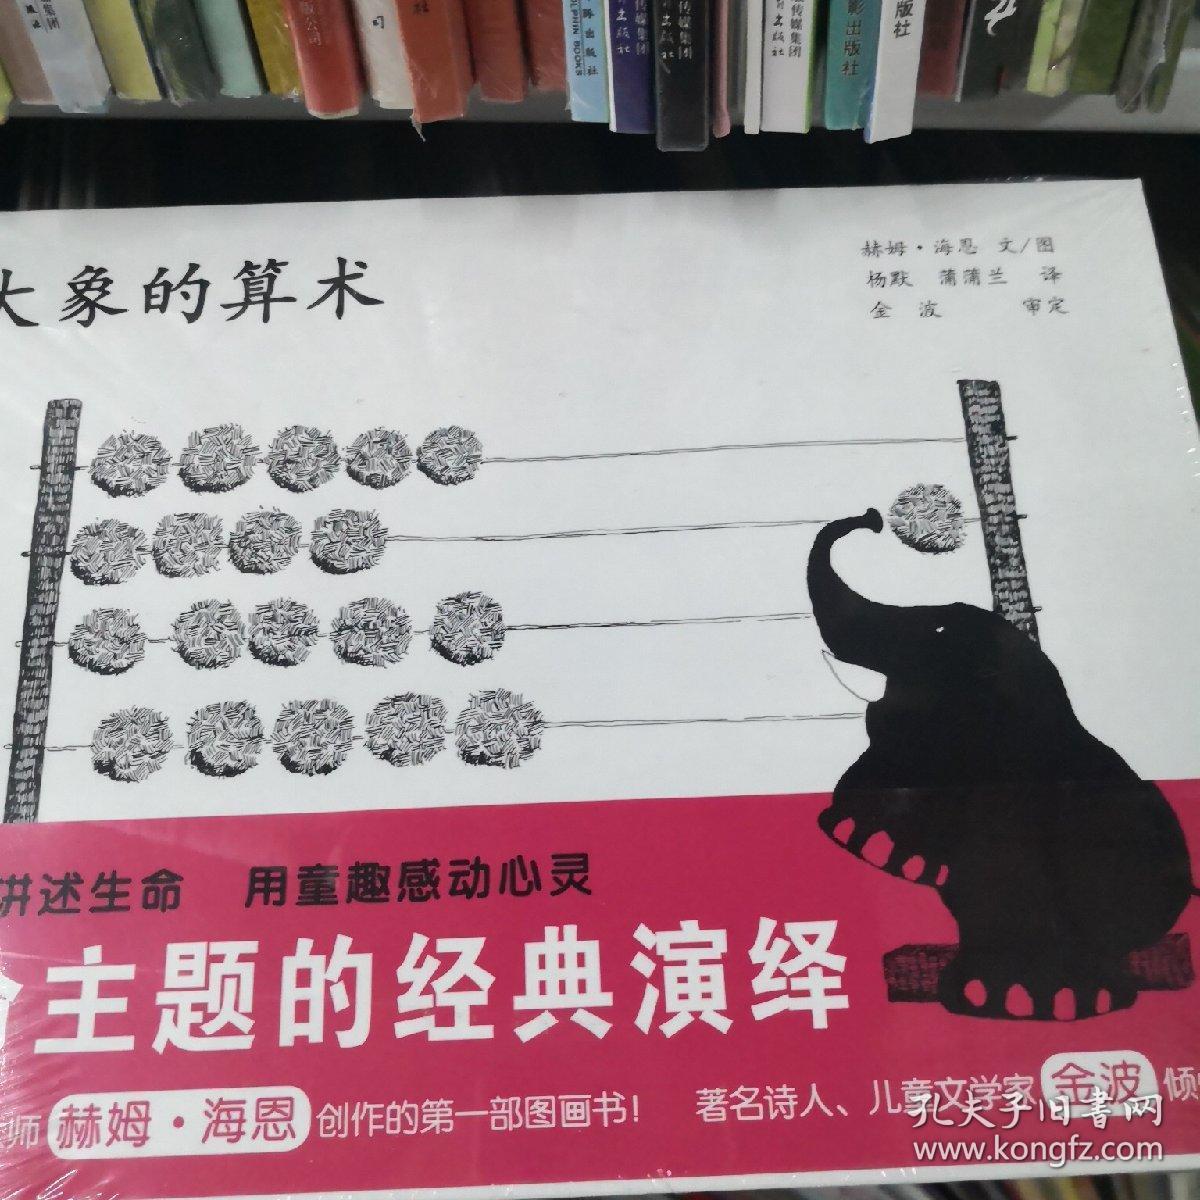 大象的算术
赫姆·海恩 文/图
杨默 蒲蒲兰 译
金 波 审定
讲述生命 用童趣感动心灵
主题的经典演绎
师 赫姆·海恩 创作的第一部图画书! 著名诗人、儿童文学家 金波 倾
孔夫子旧书网
www.kongfz.com